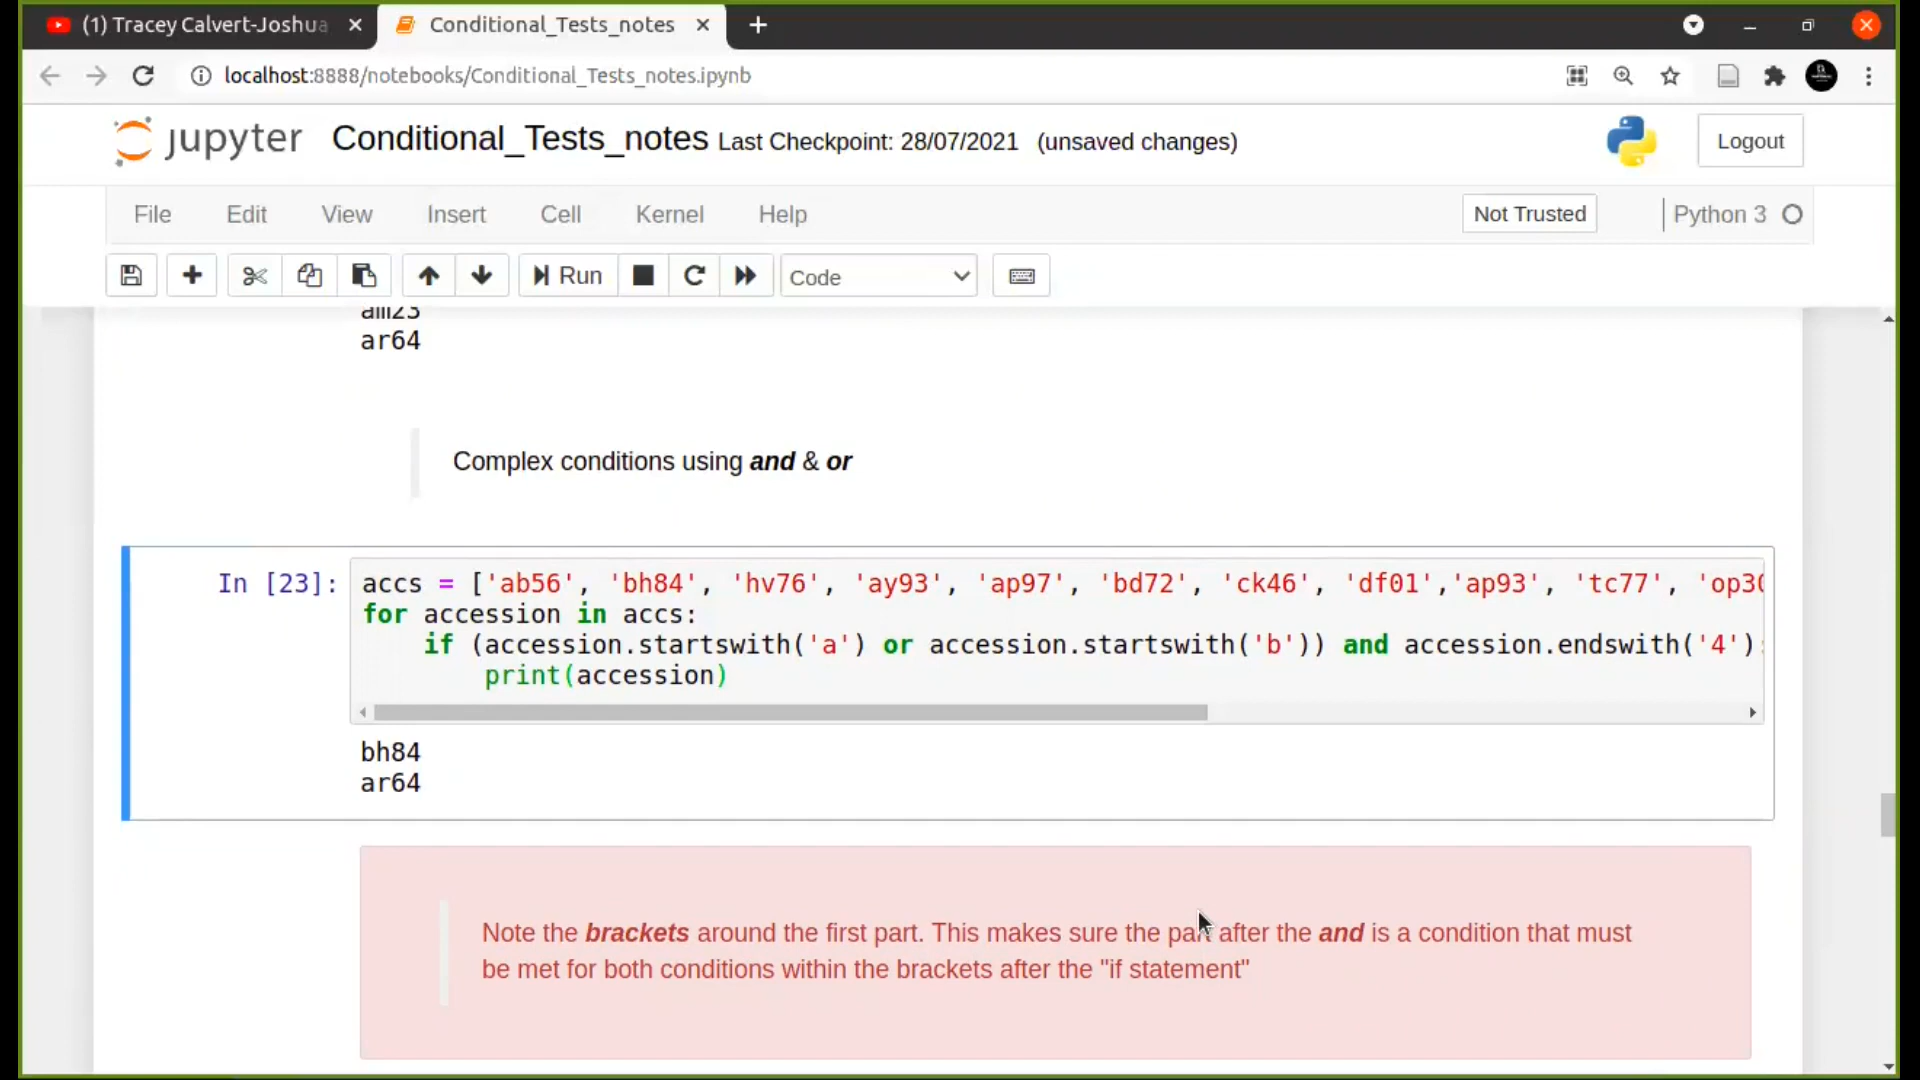 (1) Tracey Calvert-Joshua
Conditional_Tests_notes
localhost:8888/notebooks/Conditional_Tests_notes.ipynb
jupyter Conditional_Tests_notes Last Checkpoint: 28/07/2021 (unsaved changes)
Logout
File Edit View Insert Cell Kernel Help
Not Trusted
Python 3
Run
Code
am23
ar64
Complex conditions using and & or
In [23]:
accs = ['ab56', 'bh84', 'hv76', 'ay93', 'ap97', 'bd72', 'ck46', 'df01','ap93', 'tc77', 'op30
for accession in accs:
    if (accession.startswith('a') or accession.startswith('b')) and accession.endswith('4'):
        print(accession)
bh84
ar64
Note the brackets around the first part. This makes sure the part after the and is a condition that must
be met for both conditions within the brackets after the "if statement"